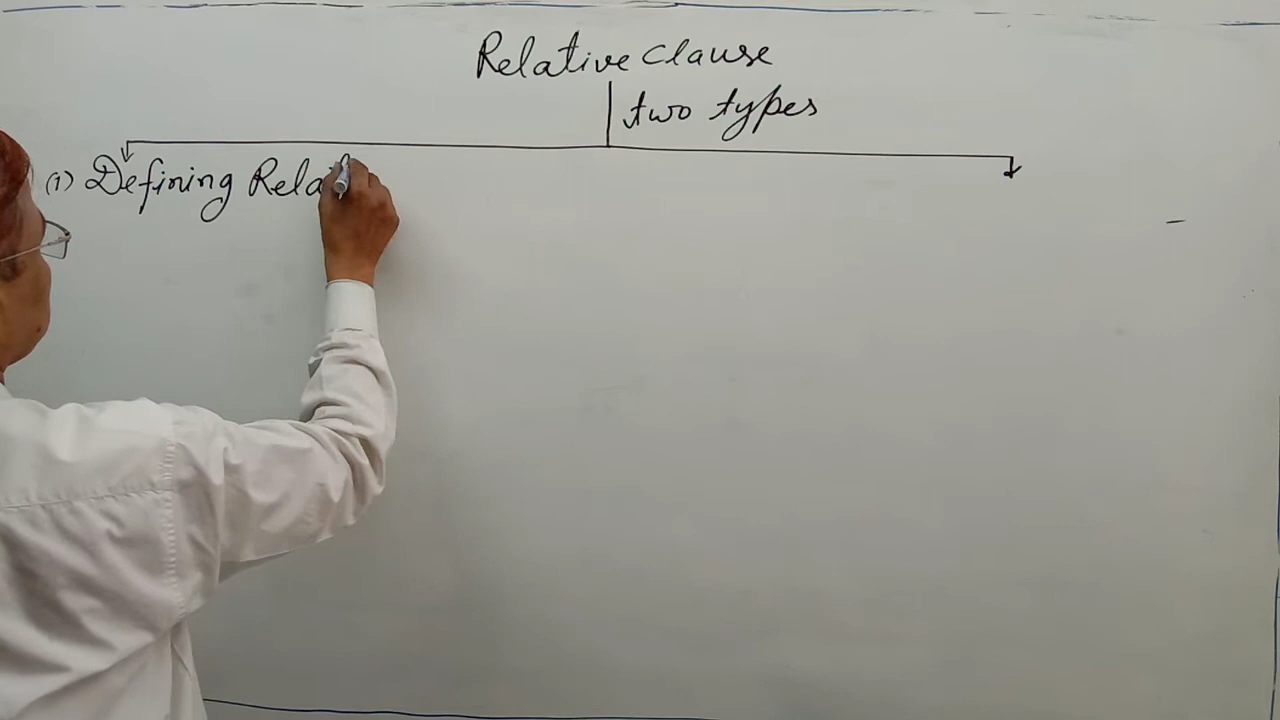 Relative Clause
two types
(1) Defining Rela